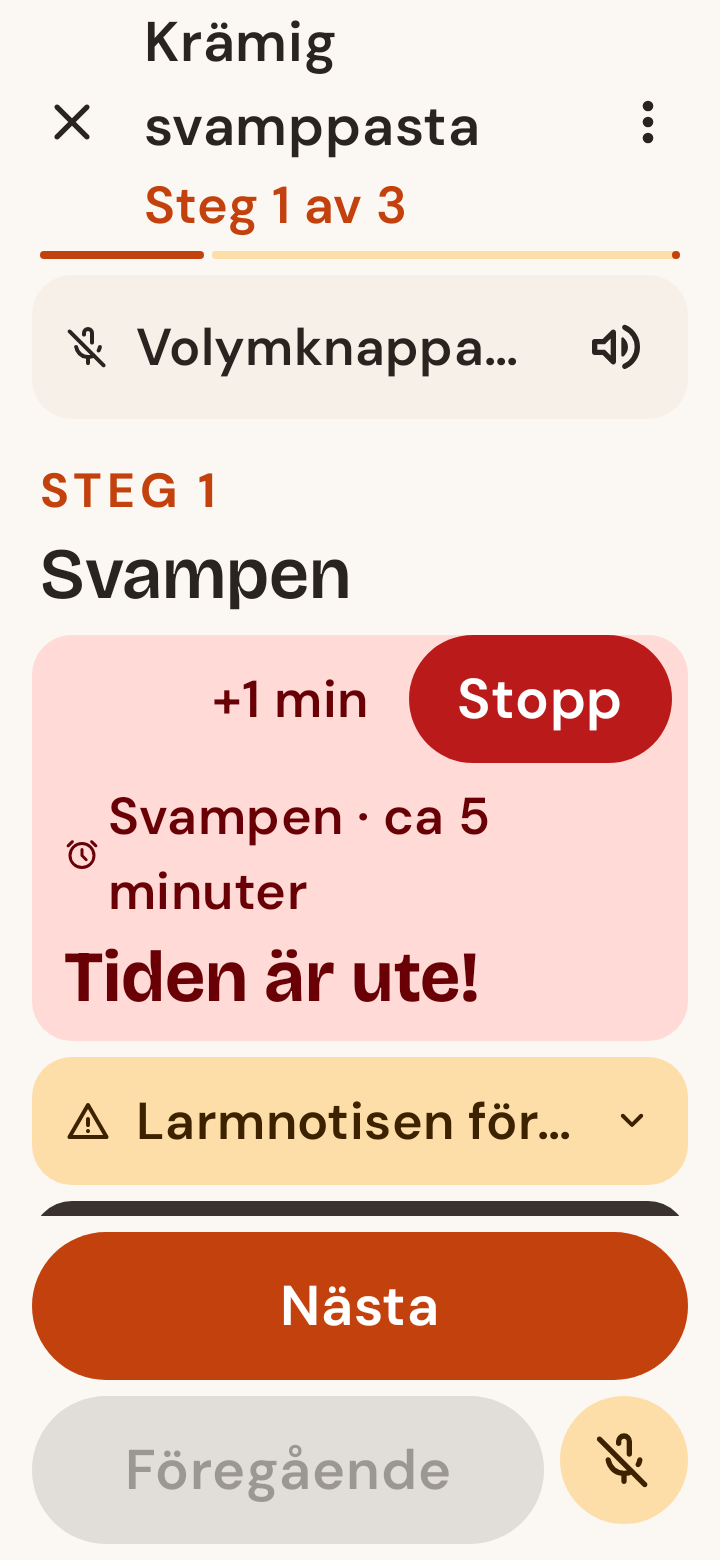 Krämig
svamppasta
Steg 1 av 3
Volymknappa...
STEG 1
Svampen
+1 min
Stopp
Svampen · ca 5
minuter
Tiden är ute!
Larmnotisen för...
Nästa
Föregående